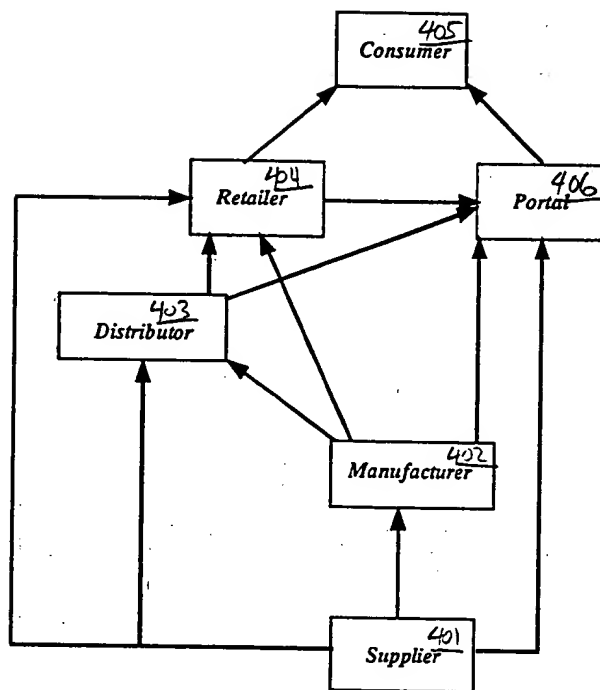 405
Consumer
404
Retailer
406
Portal
403
Distributor
402
Manufacturer
401
Supplier